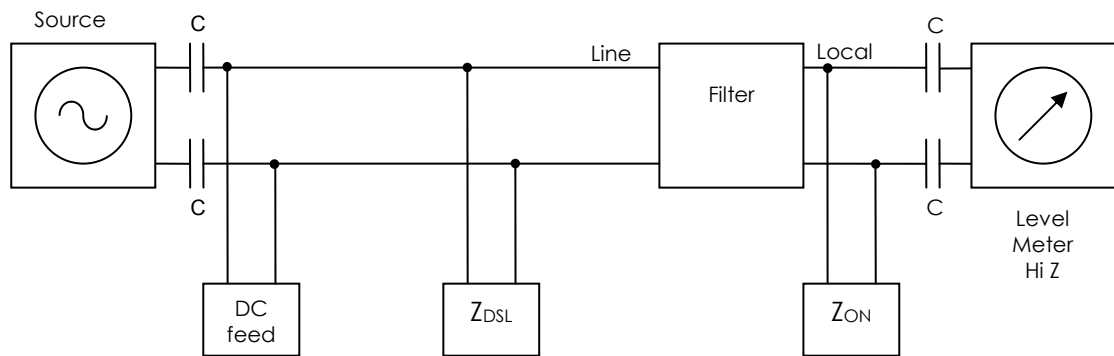 Source
C
C
Line
Local
Filter
C
C
C
DC
feed
ZDSL
ZON
Level
Meter
Hi Z